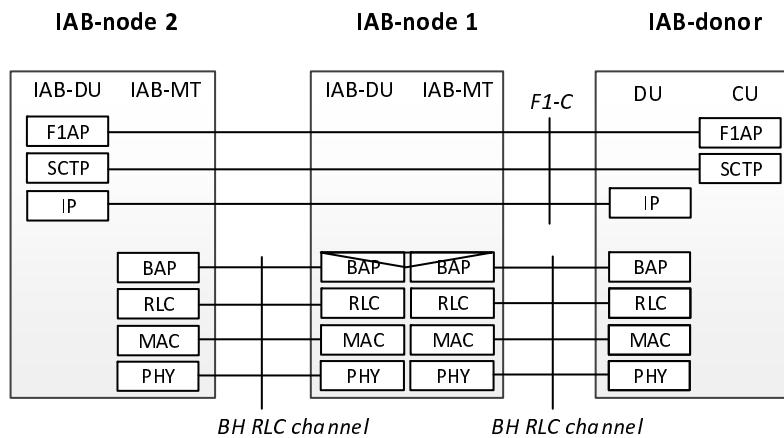 IAB-node 2 IAB-node 1 IAB-donor
IAB-DU IAB-MT IAB-DU IAB-MT F1-C DU CU
F1AP F1AP
SCTP SCTP
IP IP
BAP BAP BAP BAP
RLC RLC RLC RLC
MAC MAC MAC MAC
PHY PHY PHY PHY
BH RLC channel BH RLC channel